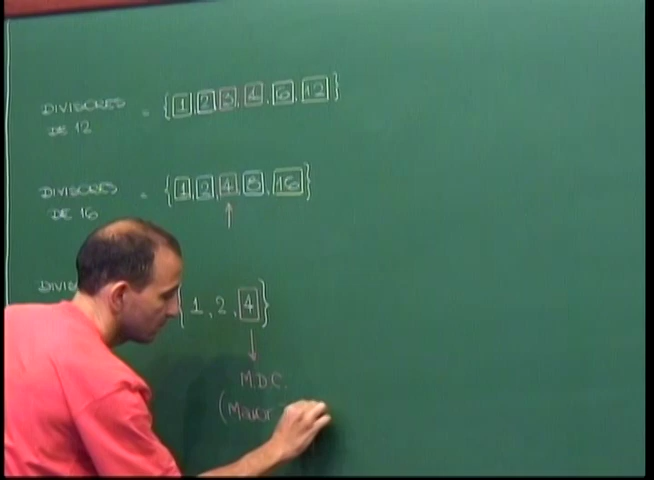 DIVISORES = {1, 2, 3, 4, 6, 12}
DE 12
DIVISORES = {1, 2, 4, 8, 16}
DE 16
{1, 2, 4}
M.D.C.
(Maior